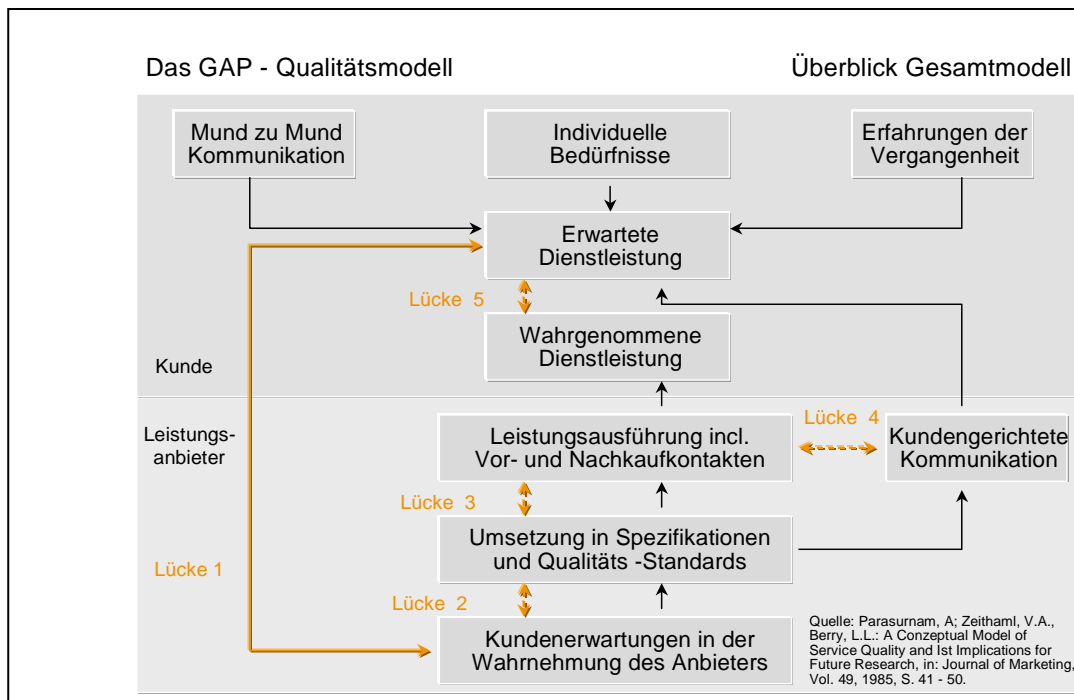 Das GAP - Qualitätsmodell
Überblick Gesamtmodell
Mund zu Mund
Kommunikation
Individuelle
Bedürfnisse
Erfahrungen der
Vergangenheit
Erwartete
Dienstleistung
Lücke 5
Wahrgenommene
Dienstleistung
Kunde
Leistungs-
anbieter
Leistungsausführung incl.
Vor- und Nachkaufkontakten
Lücke 4
Kundengerichtete
Kommunikation
Lücke 3
Umsetzung in Spezifikationen
und Qualitäts -Standards
Lücke 1
Lücke 2
Kundenerwartungen in der
Wahrnehmung des Anbieters
Quelle: Parasurnam, A; Zeithaml, V.A.,
Berry, L.L.: A Conzeptual Model of
Service Quality and Ist Implications for
Future Research, in: Journal of Marketing,
Vol. 49, 1985, S. 41 - 50.